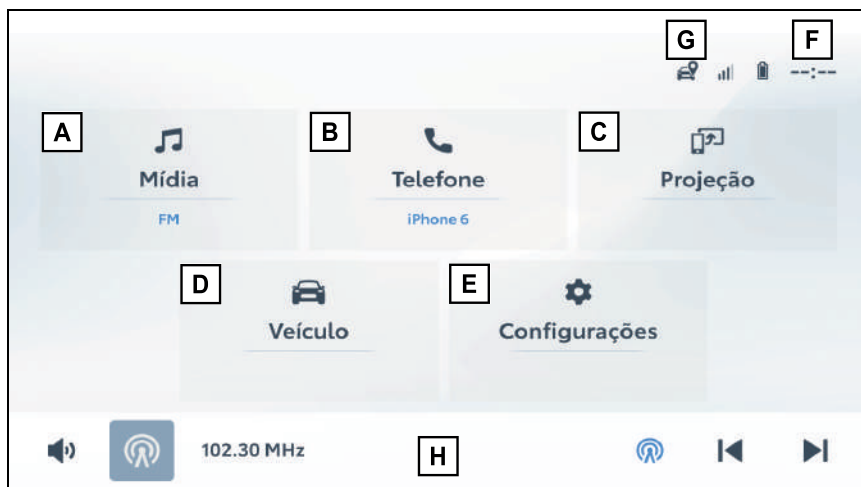 G F
--:--
A B C
Mídia Telefone Projeção
FM iPhone 6
D E
Veículo Configurações
102.30 MHz H